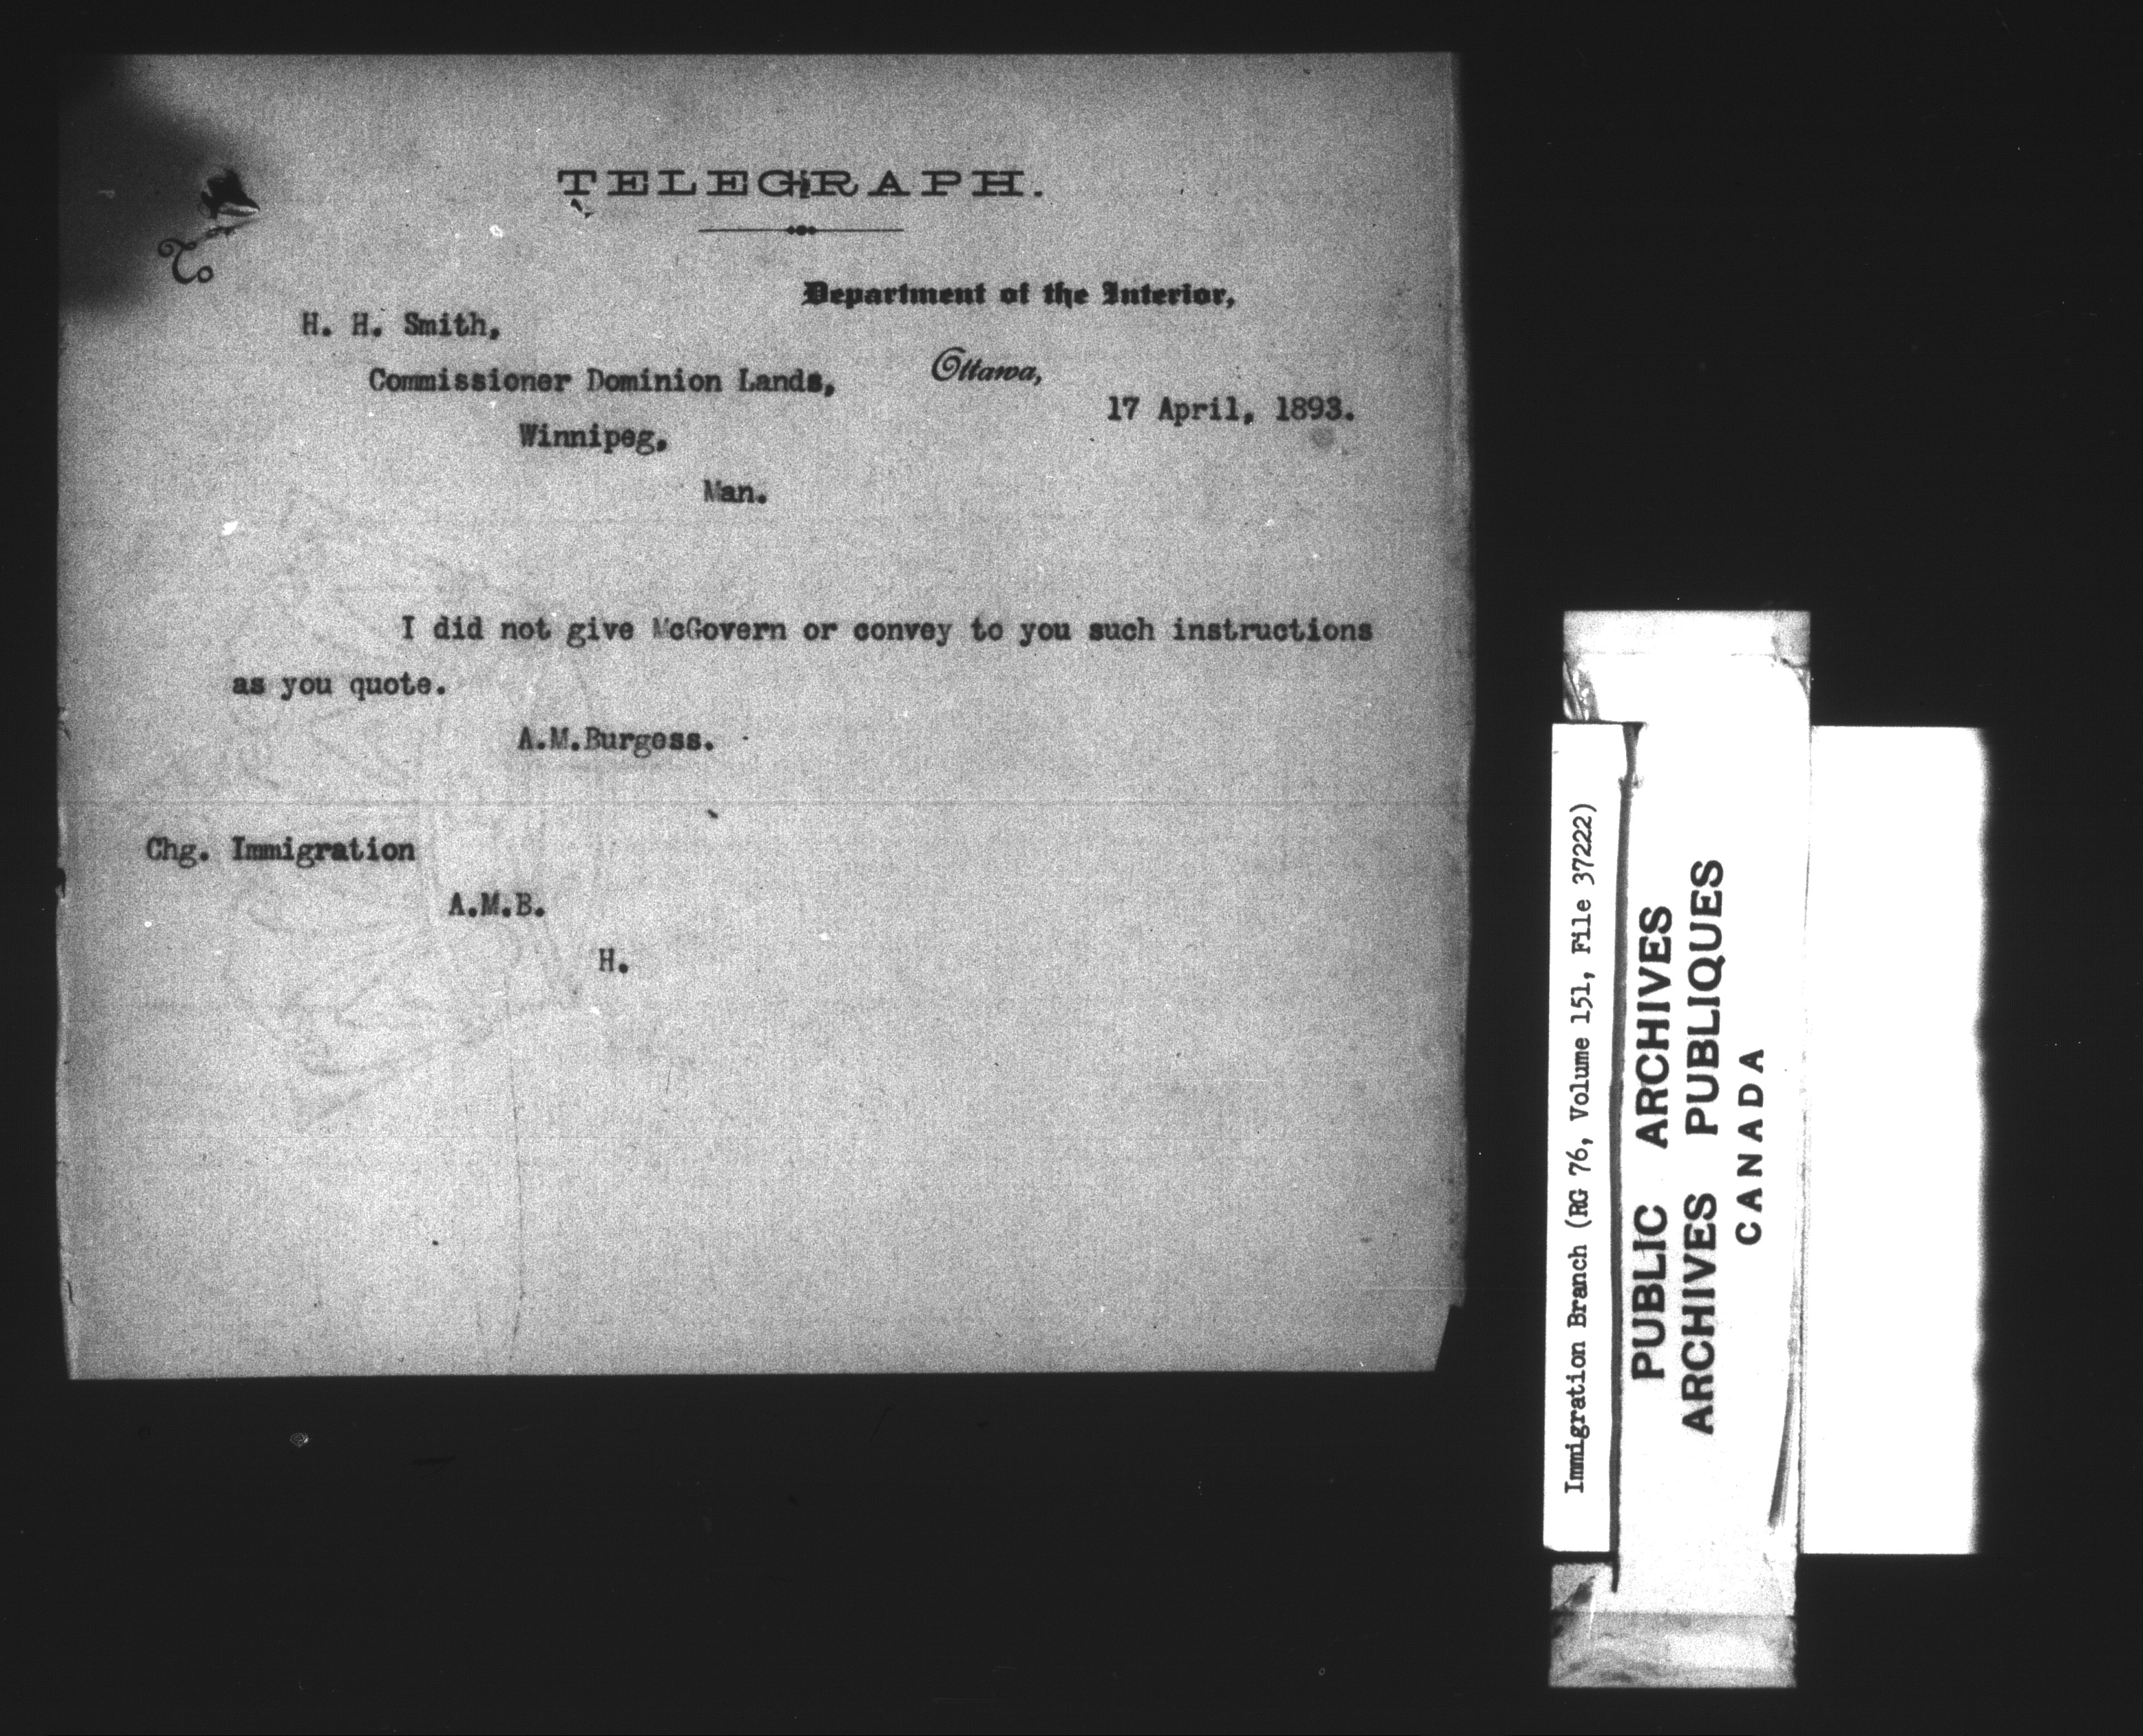 TELEGRAPH.
Department of the Interior,
To
H. H. Smith,
Ottawa,
Commissioner Dominion Lands,
17 April, 1893.
Winnipeg,
Man.
I did not give McGovern or convey to you such instructions
as you quote.
A.M.Burgess.
Chg. Immigration
A.M.B.
H.
Immigration Branch (RG 76, Volume 151, File 37222)
PUBLIC ARCHIVES
ARCHIVES PUBLIQUES
CANADA